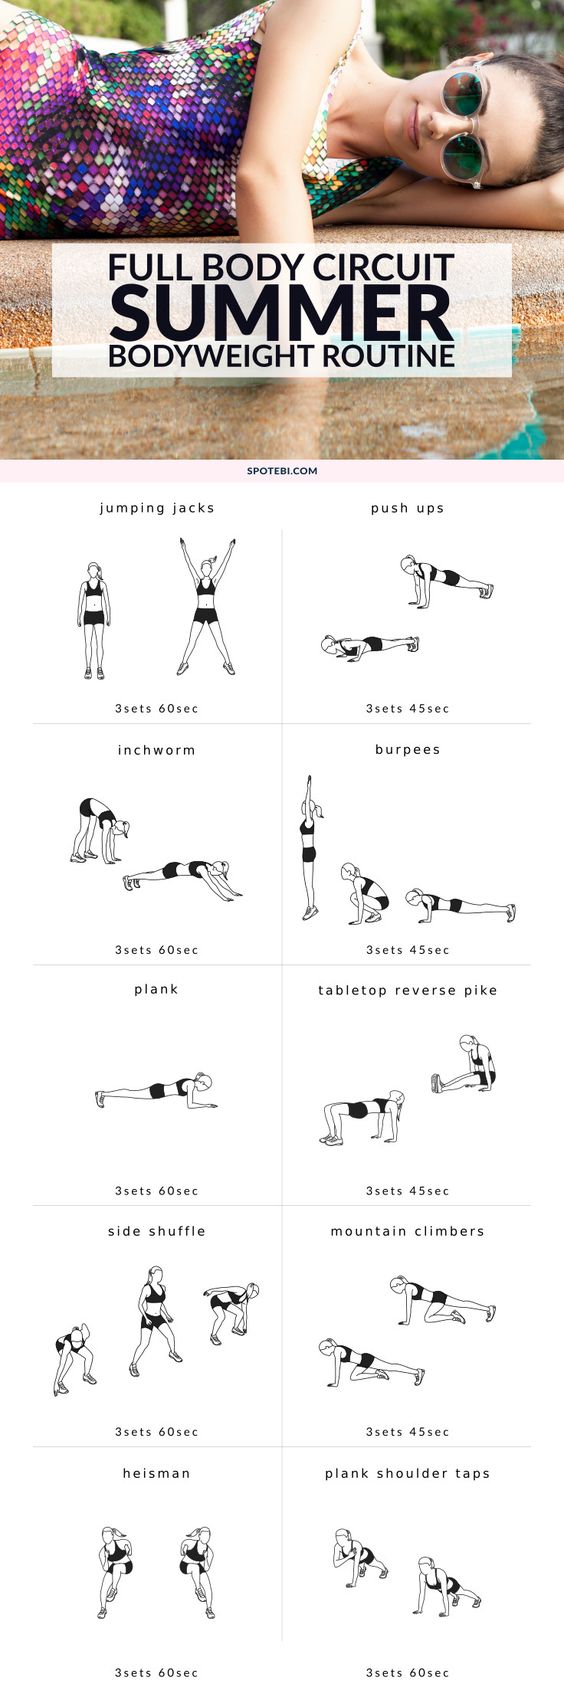 FULL BODY CIRCUIT
SUMMER
BODYWEIGHT ROUTINE
SPOTEBI.COM
jumping jacks
3sets 60sec
push ups
3sets 45sec
inchworm
3sets 60sec
burpees
3sets 45sec
plank
3sets 60sec
tabletop reverse pike
3sets 45sec
side shuffle
3sets 60sec
mountain climbers
3sets 45sec
heisman
3sets 60sec
plank shoulder taps
3sets 60sec